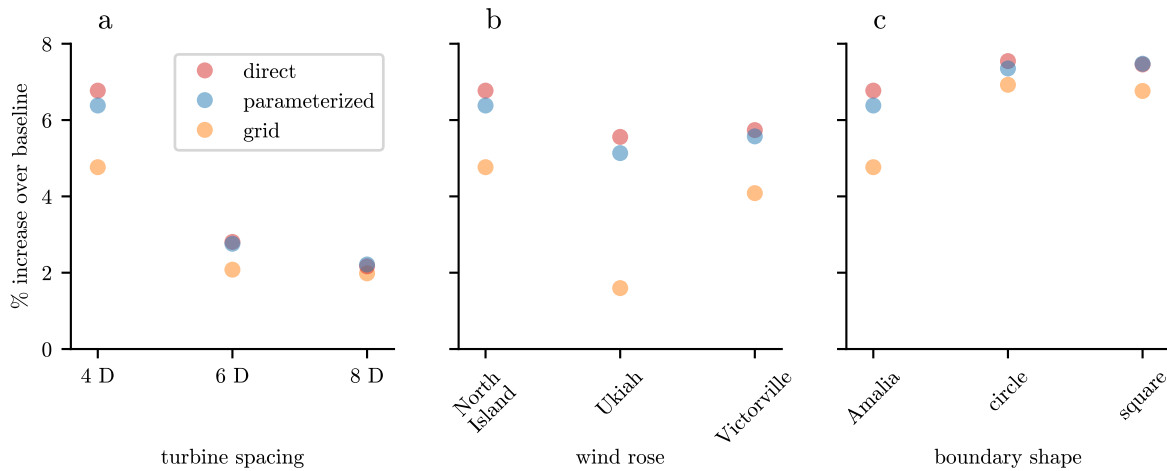 a
b
c
% increase over baseline
8
6
4
2
0
direct
parameterized
grid
4 D
6 D
8 D
North
Island
Ukiah
Victorville
Amalia
circle
square
turbine spacing
wind rose
boundary shape